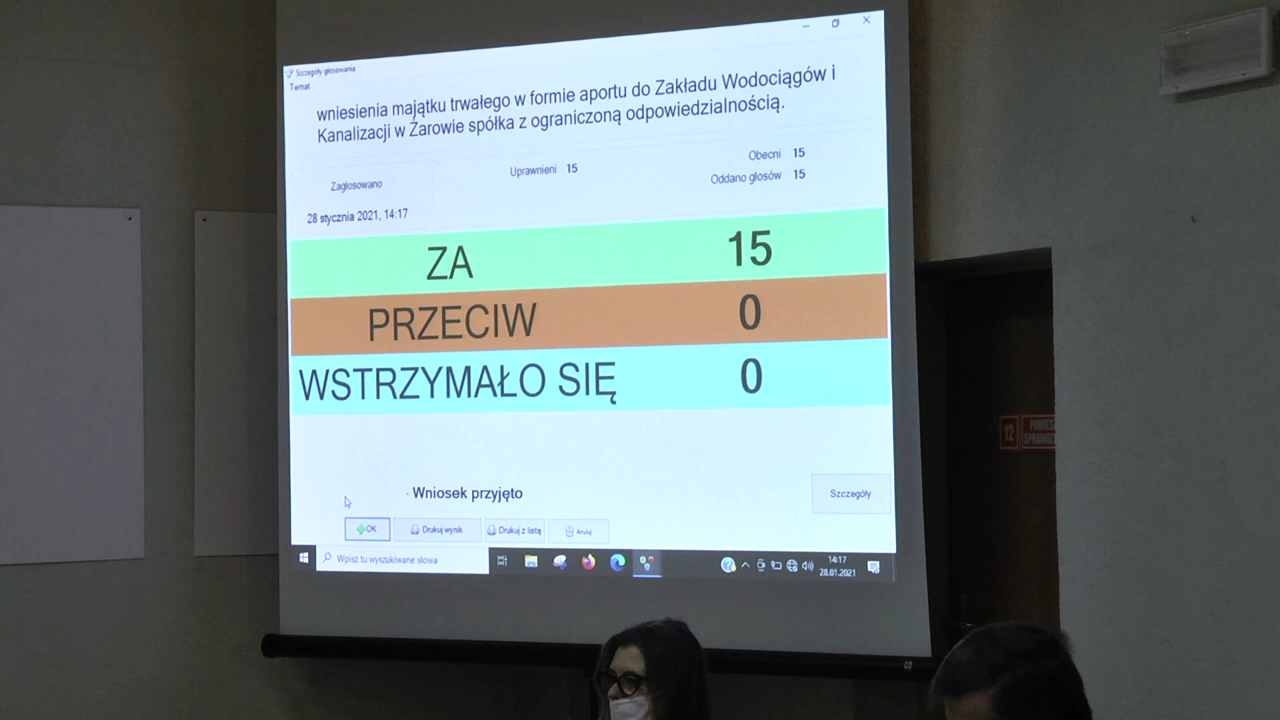 Szczegóły głosowania
Temat
wniesienia majątku trwałego w formie aportu do Zakładu Wodociągów i
Kanalizacji w Żarowie spółka z ograniczoną odpowiedzialnością.
Uprawnieni 15
Obecni 15
Zagłosowano
Oddano głosów 15
28 stycznia 2021, 14:17
ZA 15
PRZECIW 0
WSTRZYMAŁO SIĘ 0
- Wniosek przyjęto
Szczegóły
OK
Drukuj wynik
Drukuj z listą
Anuluj
Wpisz tu wyszukiwane słowa
14:17
28.01.2021
12